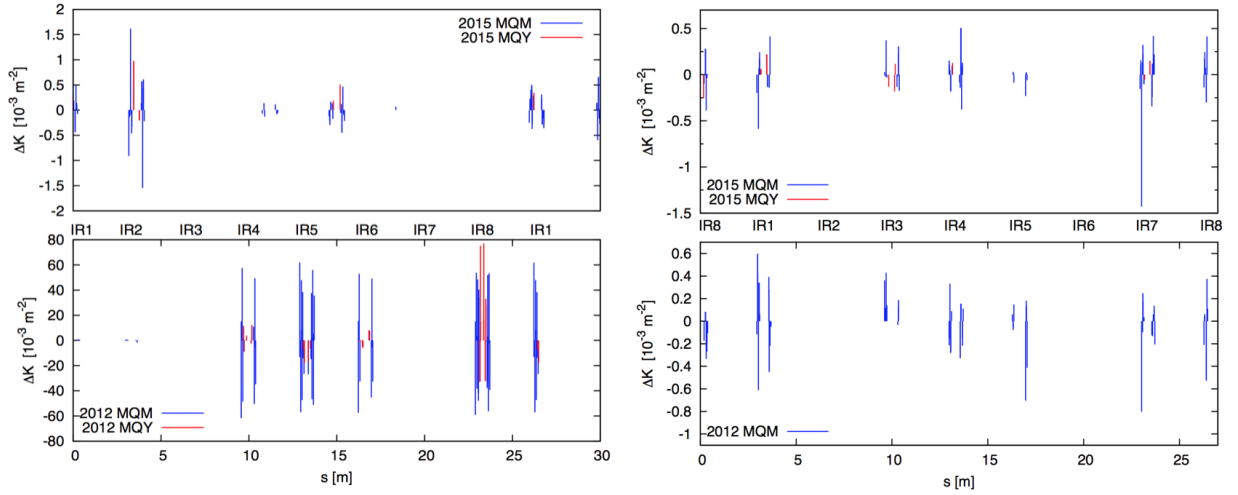 2
1.5
1
0.5
0
-0.5
-1
-1.5
-2
ΔK [10⁻³ m⁻²]
2015 MQM
2015 MQY
IR1 IR2 IR3 IR4 IR5 IR6 IR7 IR8 IR1
80
60
40
20
0
-20
-40
-60
-80
ΔK [10⁻³ m⁻²]
2012 MQM
2012 MQY
0 5 10 15 20 25 30
s [m]
0.5
0
-0.5
-1
-1.5
ΔK [10⁻³ m⁻²]
2015 MQM
2015 MQY
IR8 IR1 IR2 IR3 IR4 IR5 IR6 IR7 IR8
0.6
0.4
0.2
0
-0.2
-0.4
-0.6
-0.8
-1
ΔK [10⁻³ m⁻²]
2012 MQM
0 5 10 15 20 25
s [m]